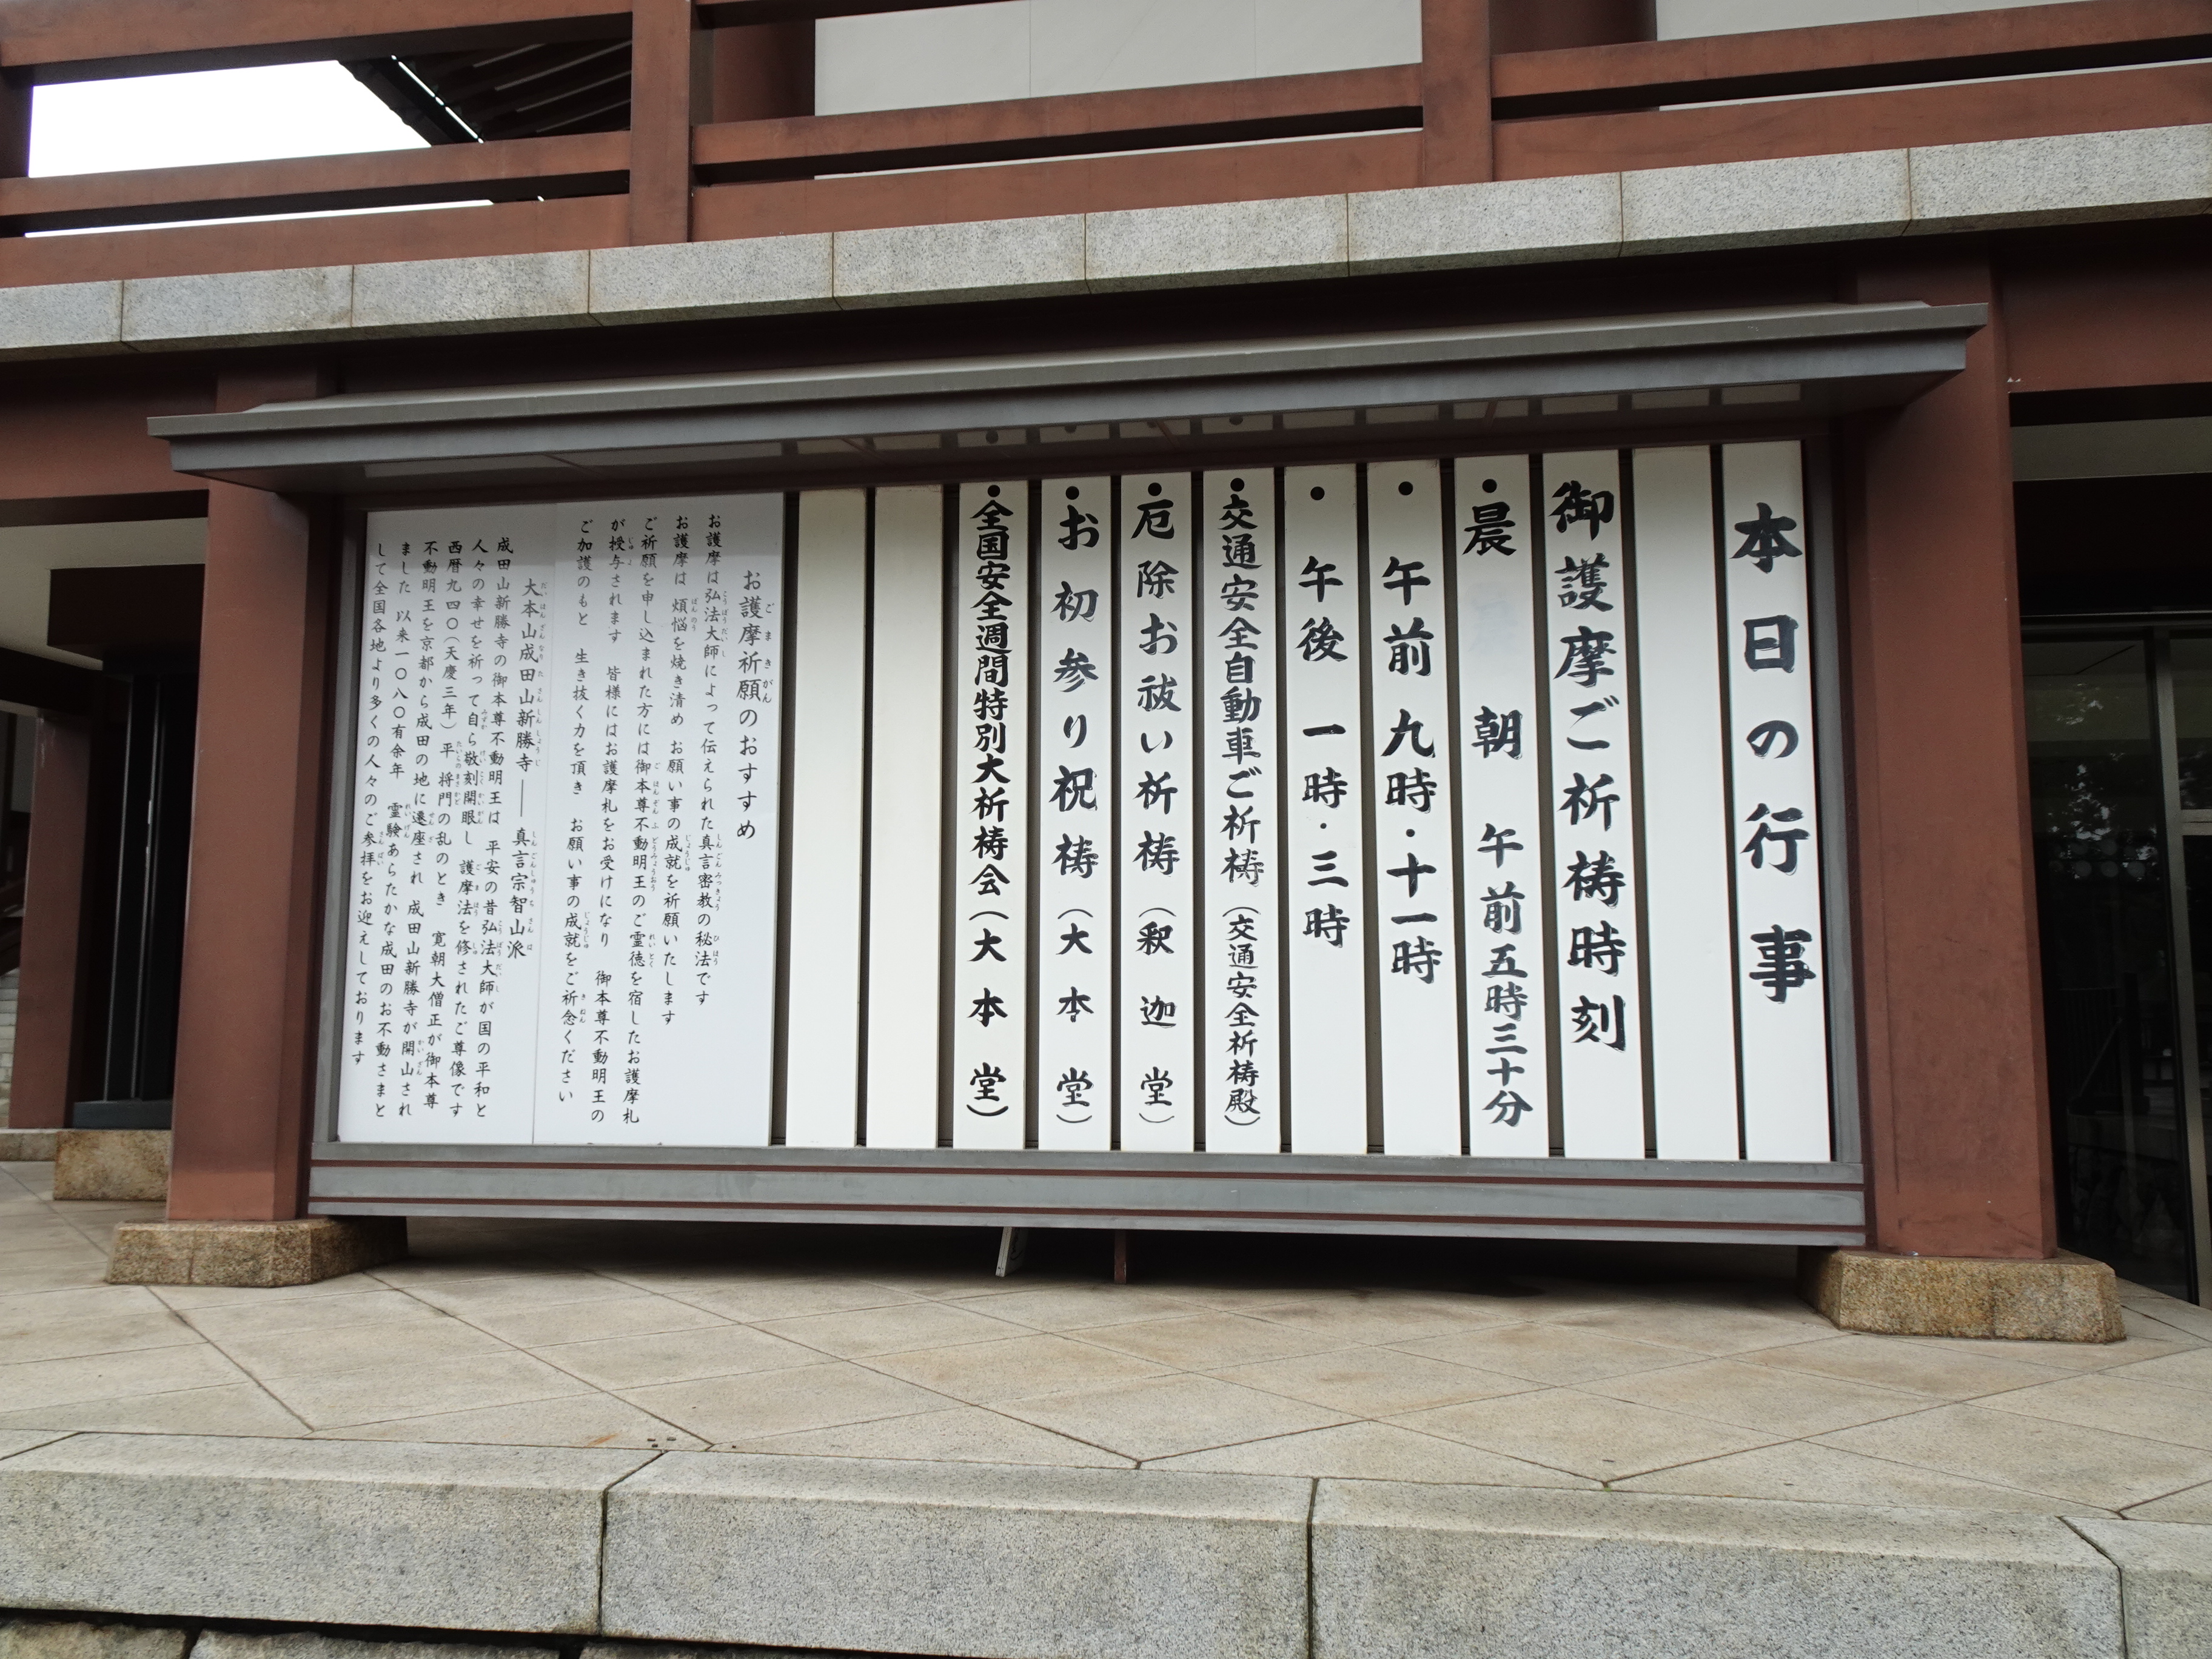 本日の行事
御護摩ご祈祷時刻
・晨 朝 午前五時三十分
・午前 九時・十一時
・午後 一時・三時
・交通安全自動車ご祈祷（交通安全祈祷殿）
・厄除お祓い祈祷（釈迦堂）
・お初参り祝祷（大本堂）
・全国安全週間特別大祈祷会（大本堂）
お護摩祈願のおすすめ
お護摩は弘法大師によって伝えられた真言密教の秘法です
お護摩は 煩悩を焼き清め お願い事の成就を祈願いたします
ご祈願を申し込まれた方には御本尊不動明王のご霊徳を宿したお護摩札
が授与されます 皆様にはお護摩札をお受けになり 御本尊不動明王の
ご加護のもと 生き抜く力を頂き お願い事の成就をご祈念ください
大本山成田山新勝寺――真言宗智山派
成田山新勝寺の御本尊不動明王は 平安の昔弘法大師が国の平和と
人々の幸せを祈って自ら敬刻開眼し 護摩法を修されたご尊像です
西暦九四〇（天慶三年）平将門の乱のとき 寛朝大僧正が御本尊
不動明王を京都から成田の地に遷座され 成田山新勝寺が開山され
ました 以来一〇八〇有余年 霊験あらたかな成田のお不動さまと
して全国各地より多くの人々のご参拝をお迎えしております